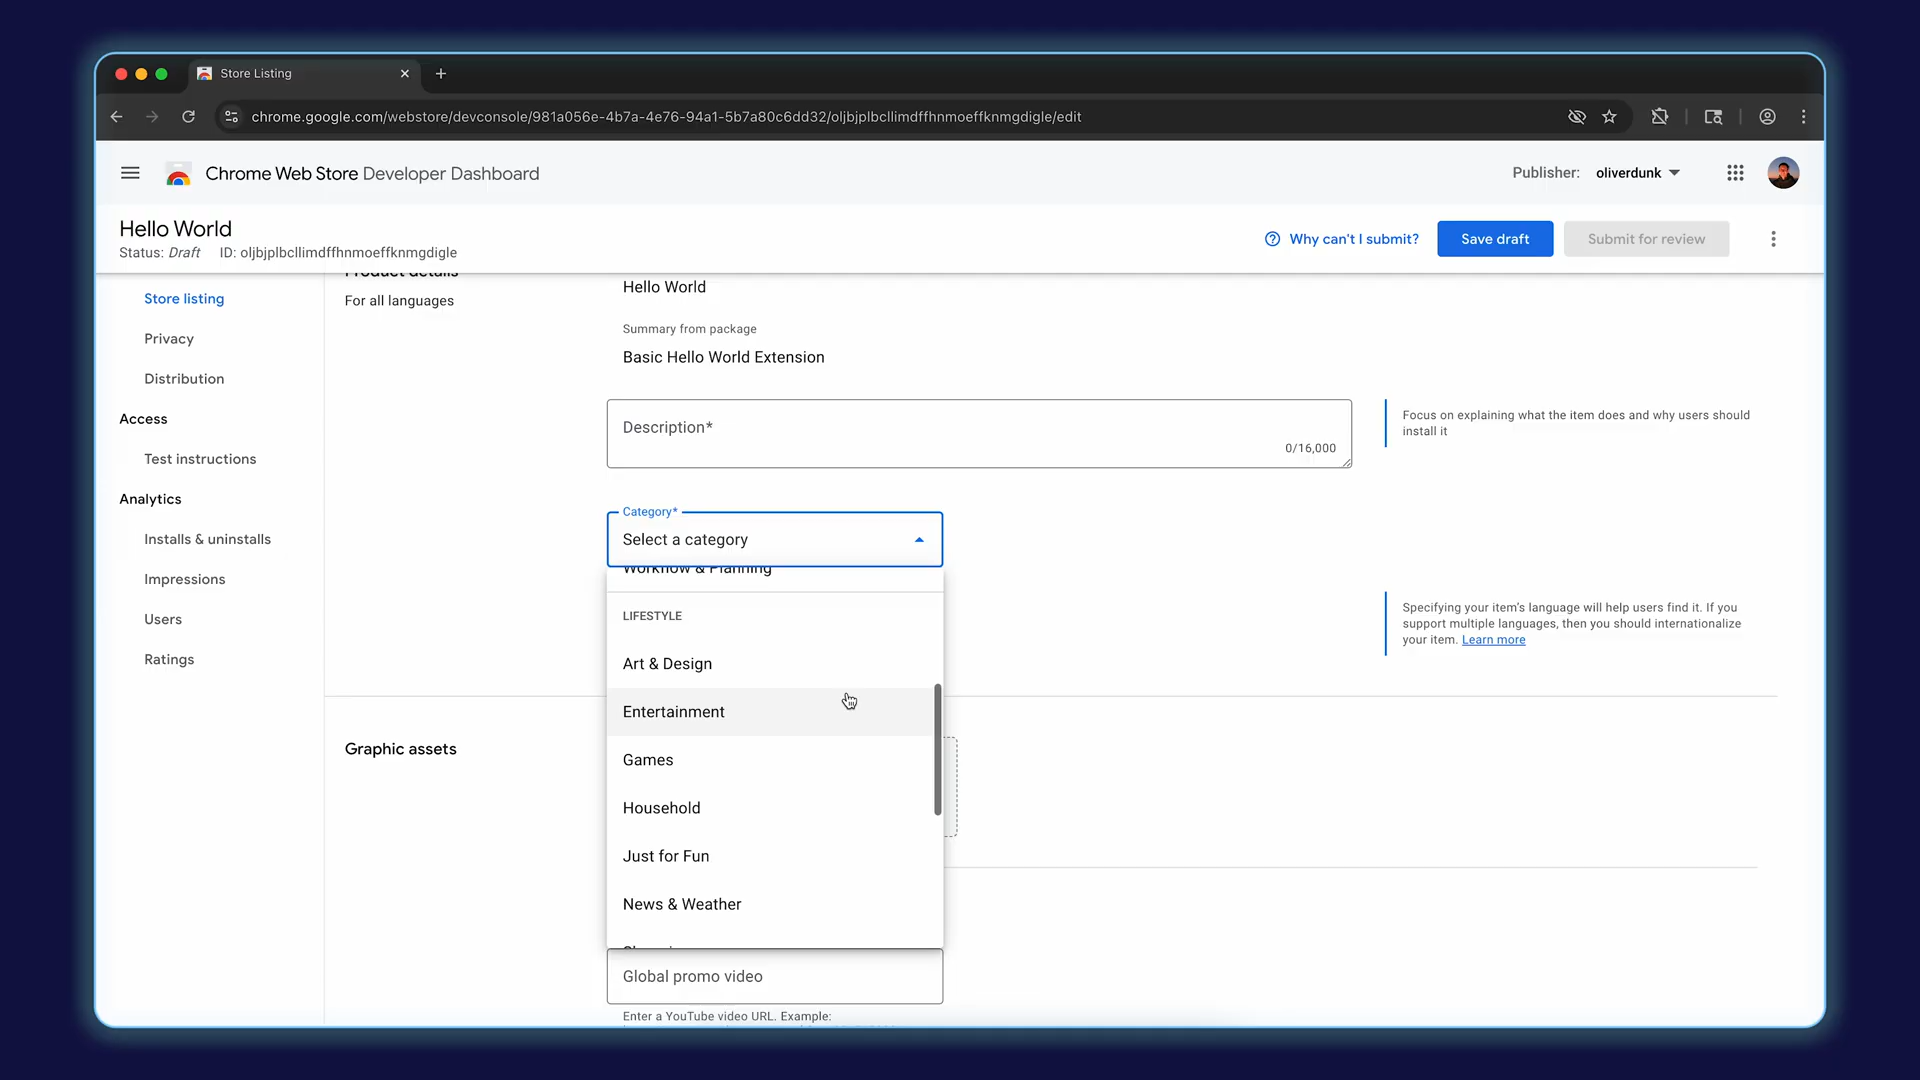 Store Listing
chrome.google.com/webstore/devconsole/981a056e-4b7a-4e76-94a1-5b7a80c6dd32/oljbjplbcllimdffhnmoeffknmgdigle/edit
Chrome Web Store Developer Dashboard
Publisher: oliverdunk
Hello World
Status: Draft ID: oljbjplbcllimdffhnmoeffknmgdigle
Why can't I submit?
Save draft
Submit for review
Store listing
Privacy
Distribution
Access
Test instructions
Analytics
Installs & uninstalls
Impressions
Users
Ratings
Product details
For all languages
Hello World
Summary from package
Basic Hello World Extension
Description*
0/16,000
Focus on explaining what the item does and why users should
install it
Category*
Select a category
Workflow & Planning
LIFESTYLE
Art & Design
Entertainment
Games
Household
Just for Fun
News & Weather
Specifying your item's language will help users find it. If you
support multiple languages, then you should internationalize
your item. Learn more
Graphic assets
Global promo video
Enter a YouTube video URL. Example: